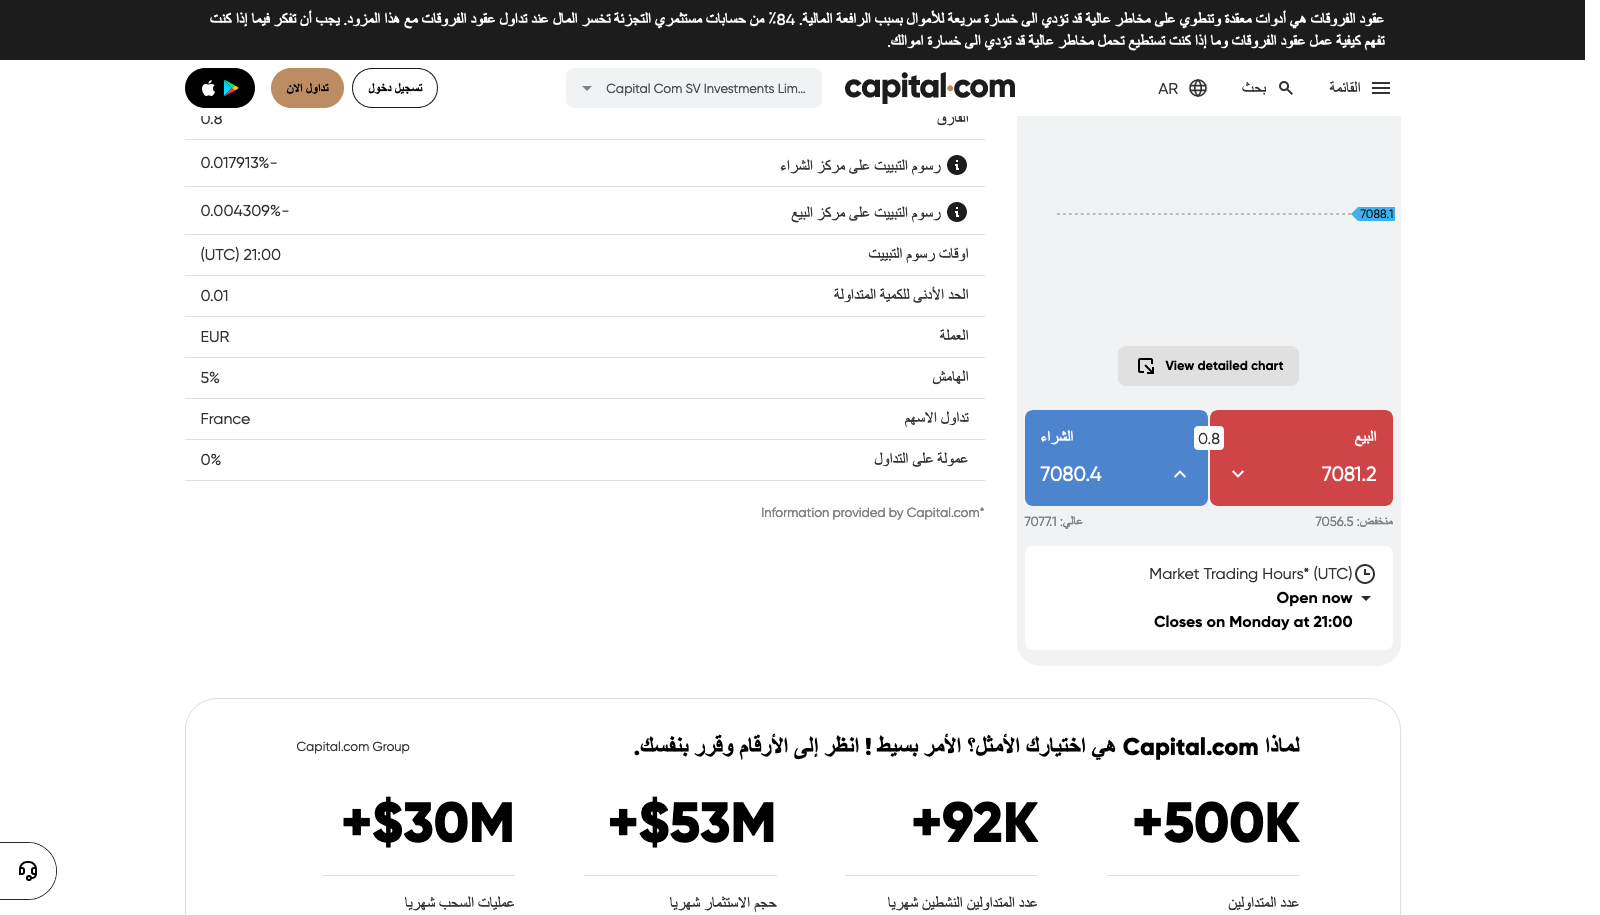 عقود الفروقات هي أدوات معقدة وتنطوي على مخاطر عالية قد تؤدي الى خسارة سريعة للأموال بسبب الرافعة المالية. 84٪ من حسابات مستثمري التجزئة تخسر المال عند تداول عقود الفروقات مع هذا المزود. يجب أن تفكر فيما إذا كنت
تفهم كيفية عمل عقود الفروقات وما إذا كنت تستطيع تحمل مخاطر عالية قد تؤدي الى خسارة اموالك.
القائمة
بحث
AR
capital.com
Capital Com SV Investments Lim...
تسجيل دخول
تداول الان
الفارق 0.8
رسوم التبييت على مركز الشراء 0.017913%-
رسوم التبييت على مركز البيع 0.004309%-
اوقات رسوم التبييت 21:00 (UTC)
الحد الأدنى للكمية المتداولة 0.01
العملة EUR
الهامش 5%
تداول الاسهم France
عمولة على التداول 0%
Information provided by Capital.com*
7088.1
View detailed chart
البيع
7081.2
0.8
الشراء
7080.4
منخفض: 7056.5
عالي: 7077.1
Market Trading Hours* (UTC)
Open now
Closes on Monday at 21:00
لماذا Capital.com هي اختيارك الأمثل؟ الأمر بسيط ! انظر إلى الأرقام وقرر بنفسك.
Capital.com Group
+500K
عدد المتداولين
+92K
عدد المتداولين النشطين شهريا
+$53M
حجم الاستثمار شهريا
+$30M
عمليات السحب شهريا